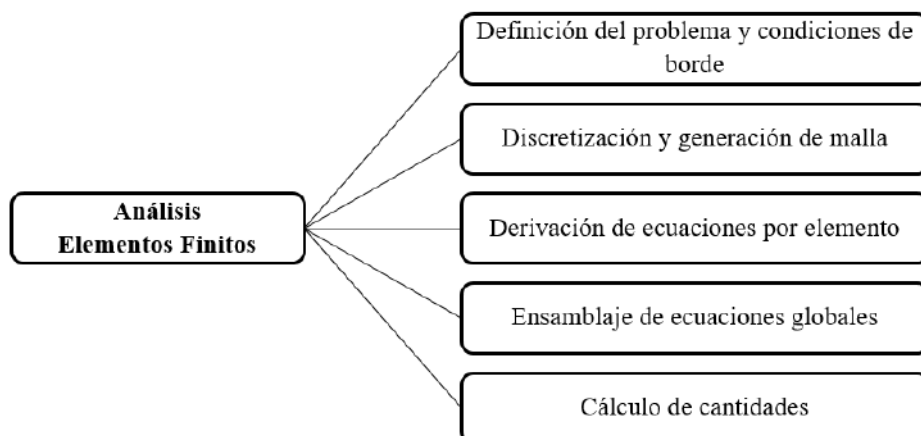 Definición del problema y condiciones de
borde
Discretización y generación de malla
Análisis
Elementos Finitos
Derivación de ecuaciones por elemento
Ensamblaje de ecuaciones globales
Cálculo de cantidades